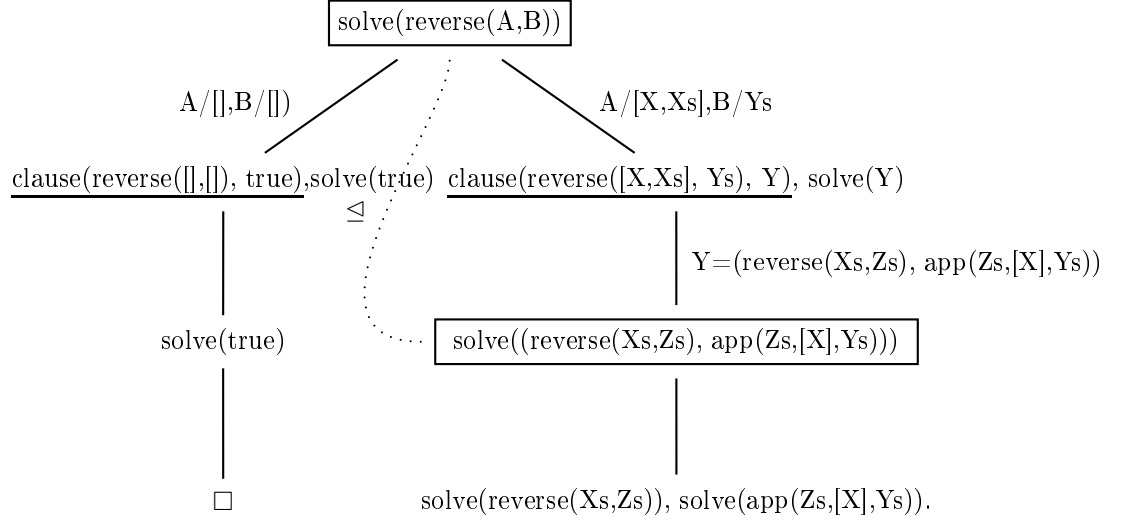 solve(reverse(A,B))
A/[],B/[])
A/[X,Xs],B/Ys
clause(reverse([],[]), true),solve(true)
clause(reverse([X,Xs], Ys), Y), solve(Y)
⊴
Y=(reverse(Xs,Zs), app(Zs,[X],Ys))
solve(true)
solve((reverse(Xs,Zs), app(Zs,[X],Ys)))
□
solve(reverse(Xs,Zs)), solve(app(Zs,[X],Ys)).